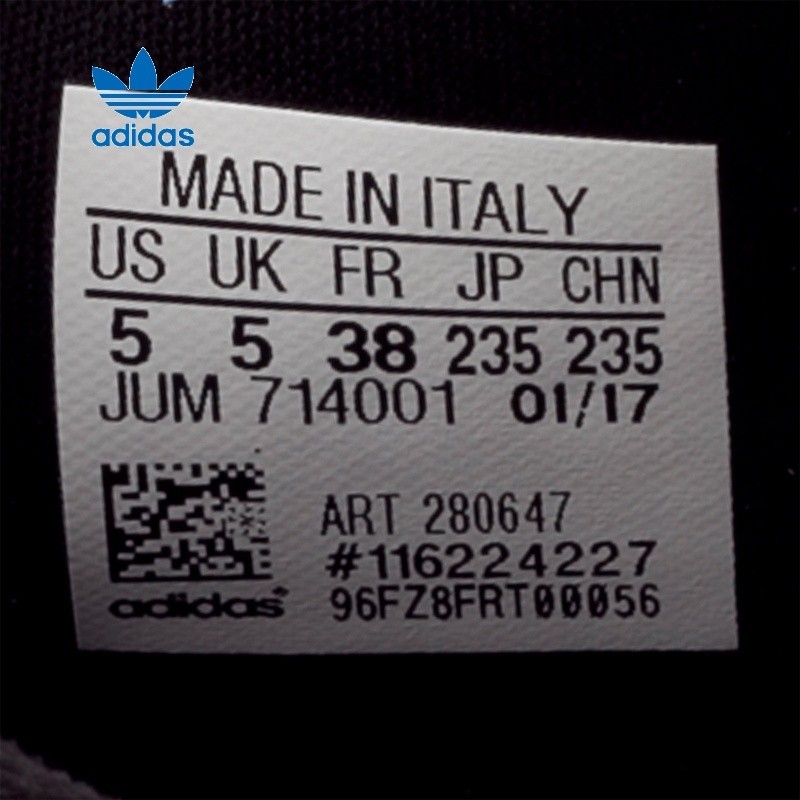 adidas
MADE IN ITALY
US UK FR JP CHN
5 5 38 235 235
JUM 714001 01/17
ART 280647
#116224227
adidas® 96FZ8FRT00056